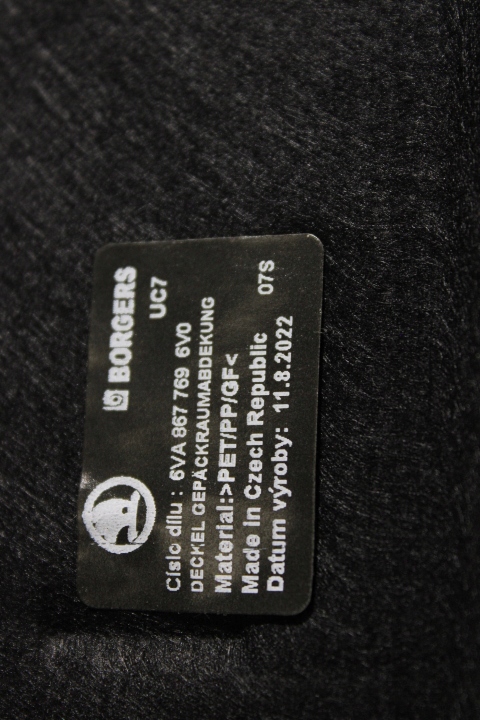 BORGERS
UC7
Číslo dílu : 6VA 867 769 6V0
DECKEL GEPÄCKRAUMABDEKUNG
Material:>PET/PP/GF<
Made in Czech Republic 07S
Datum výroby: 11.8.2022